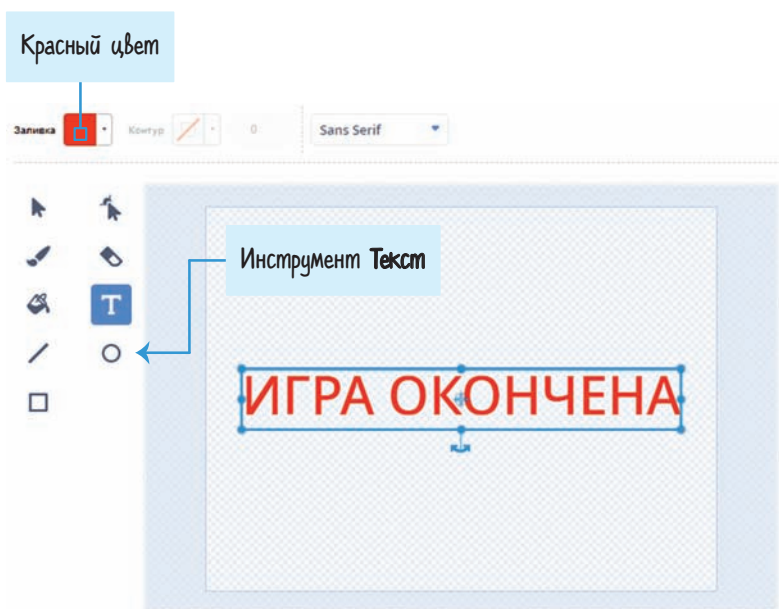 Красный цвет
Заливка
Контур
0
Sans Serif
Инструмент Текст
T
ИГРА ОКОНЧЕНА